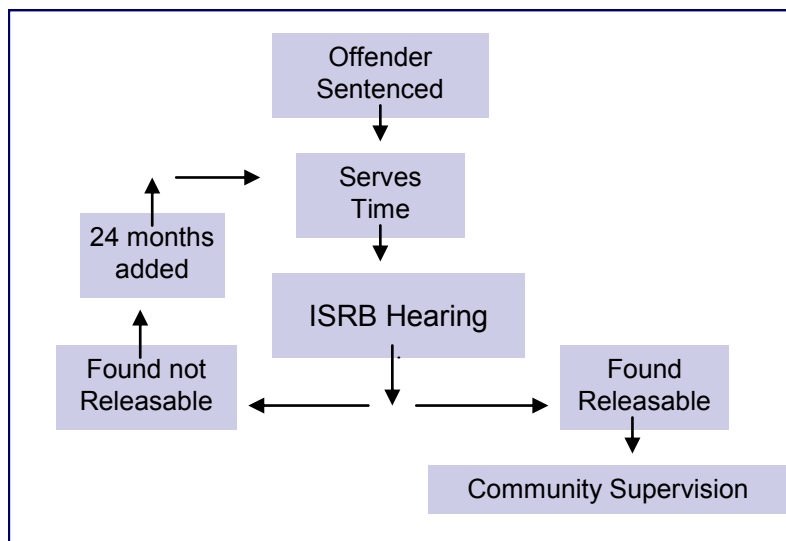 Offender
Sentenced
Serves
Time
24 months
added
ISRB Hearing
Found not
Releasable
Found
Releasable
Community Supervision